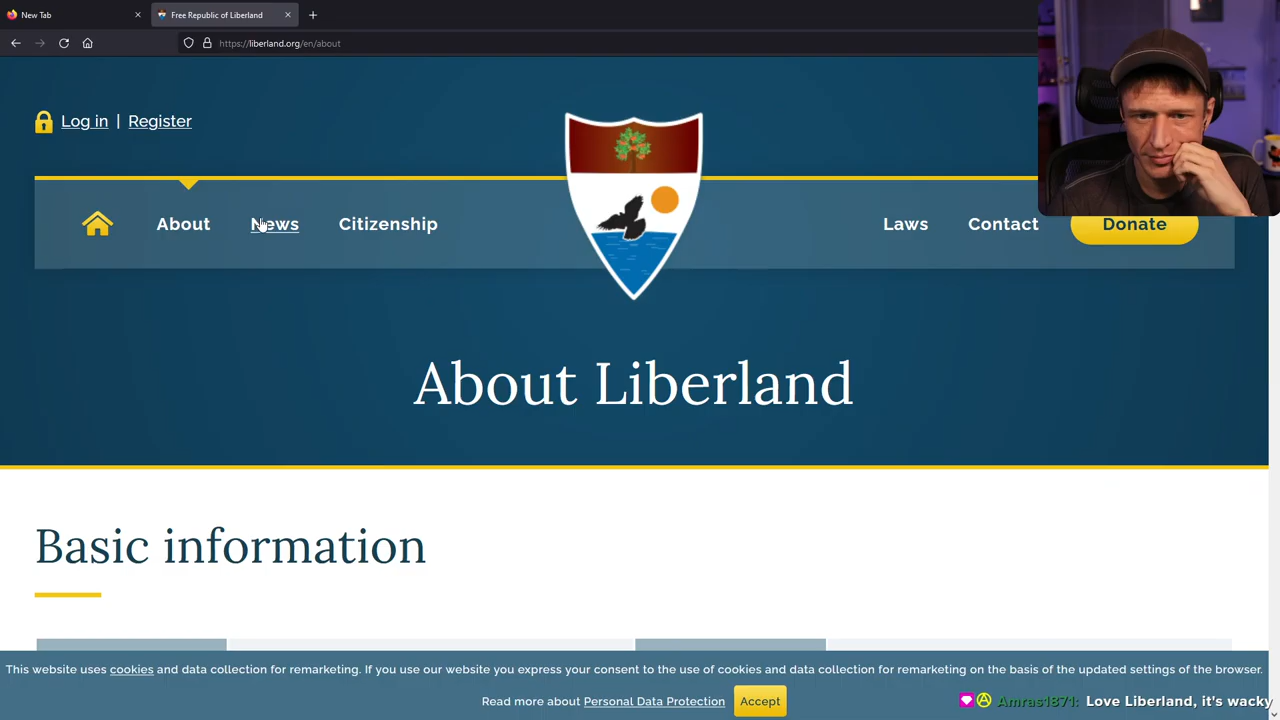 New Tab
Free Republic of Liberland
https://liberland.org/en/about
Log in | Register
About
News
Citizenship
Laws
Contact
Donate
About Liberland
Basic information
This website uses cookies and data collection for remarketing. If you use our website you express your consent to the use of cookies and data collection for remarketing on the basis of the updated settings of the browser.
Read more about Personal Data Protection
Accept
Amras1871: Love Liberland, it's wacky